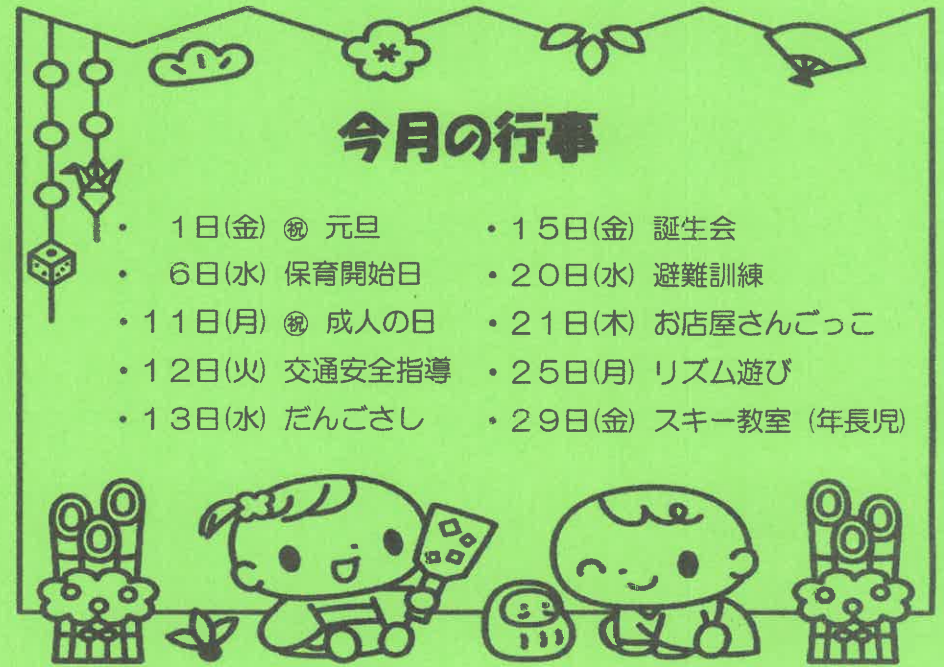 今月の行事
・　1日(金) ㊗ 元旦
・　6日(水) 保育開始日
・11日(月) ㊗ 成人の日
・12日(火) 交通安全指導
・13日(水) だんごさし
・15日(金) 誕生会
・20日(水) 避難訓練
・21日(木) お店屋さんごっこ
・25日(月) リズム遊び
・29日(金) スキー教室 (年長児)